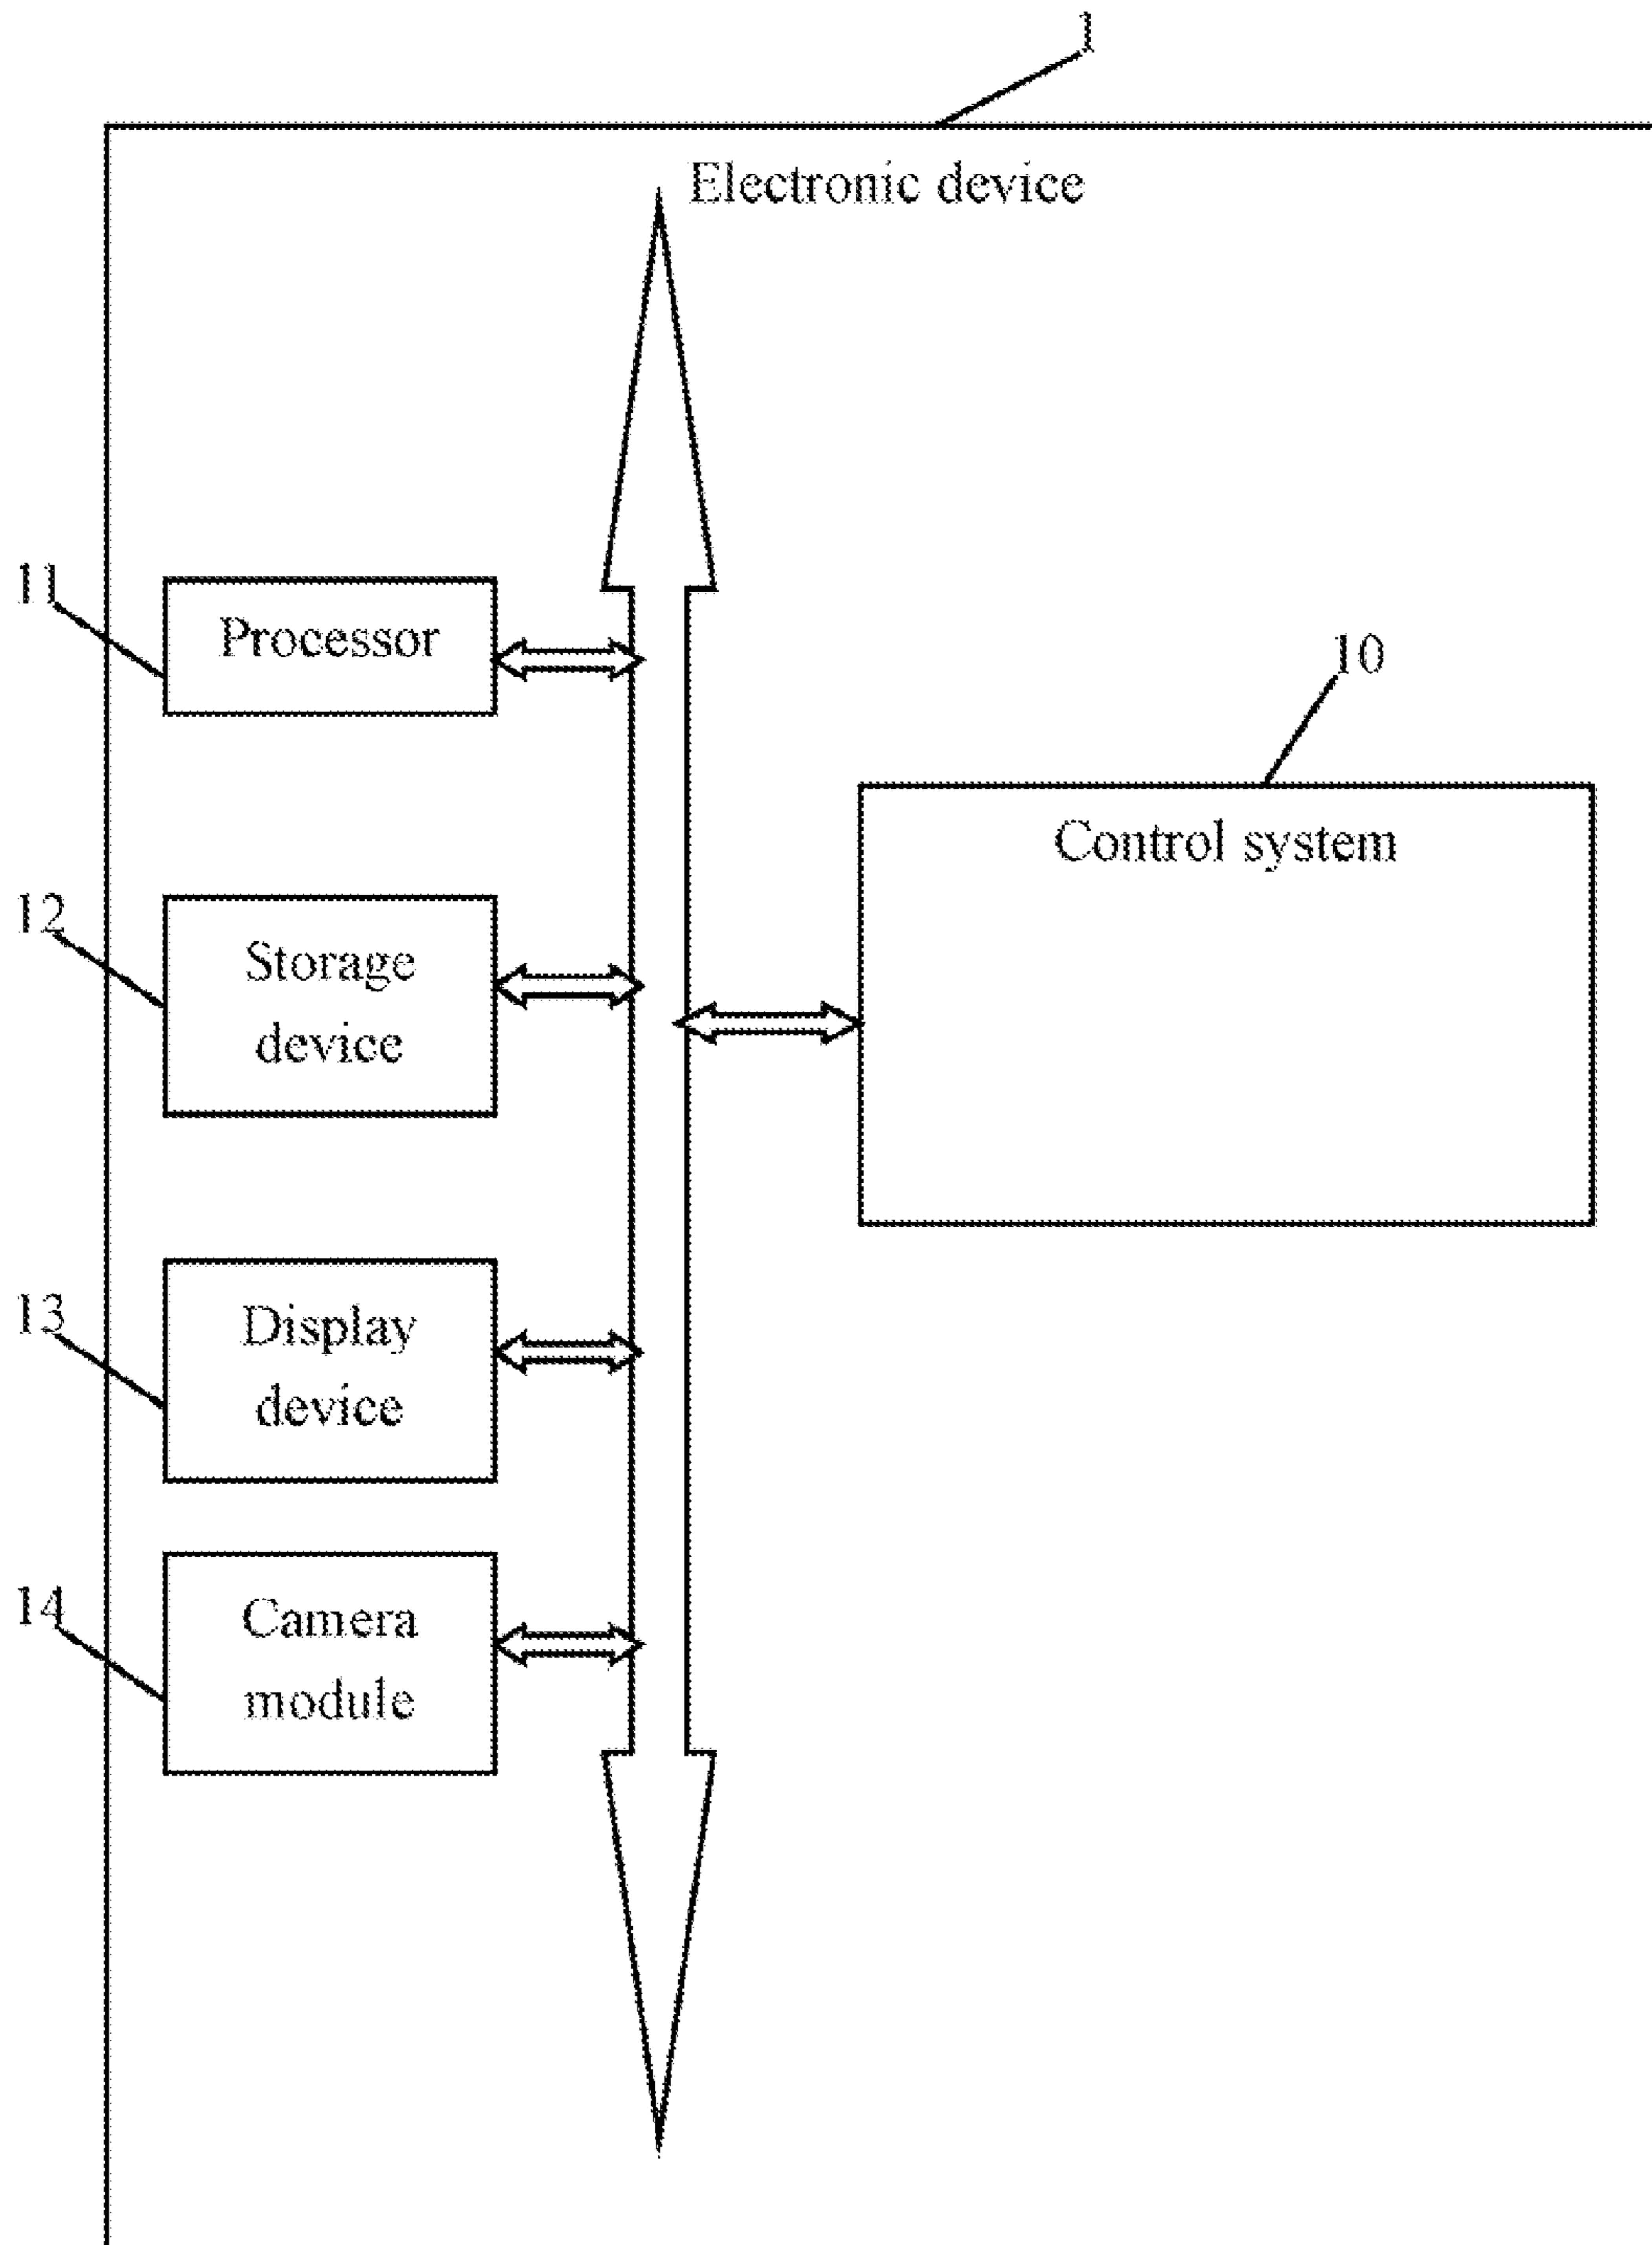 1
Electronic device
11
Processor
10
Control system
12
Storage
device
13
Display
device
14
Camera
module